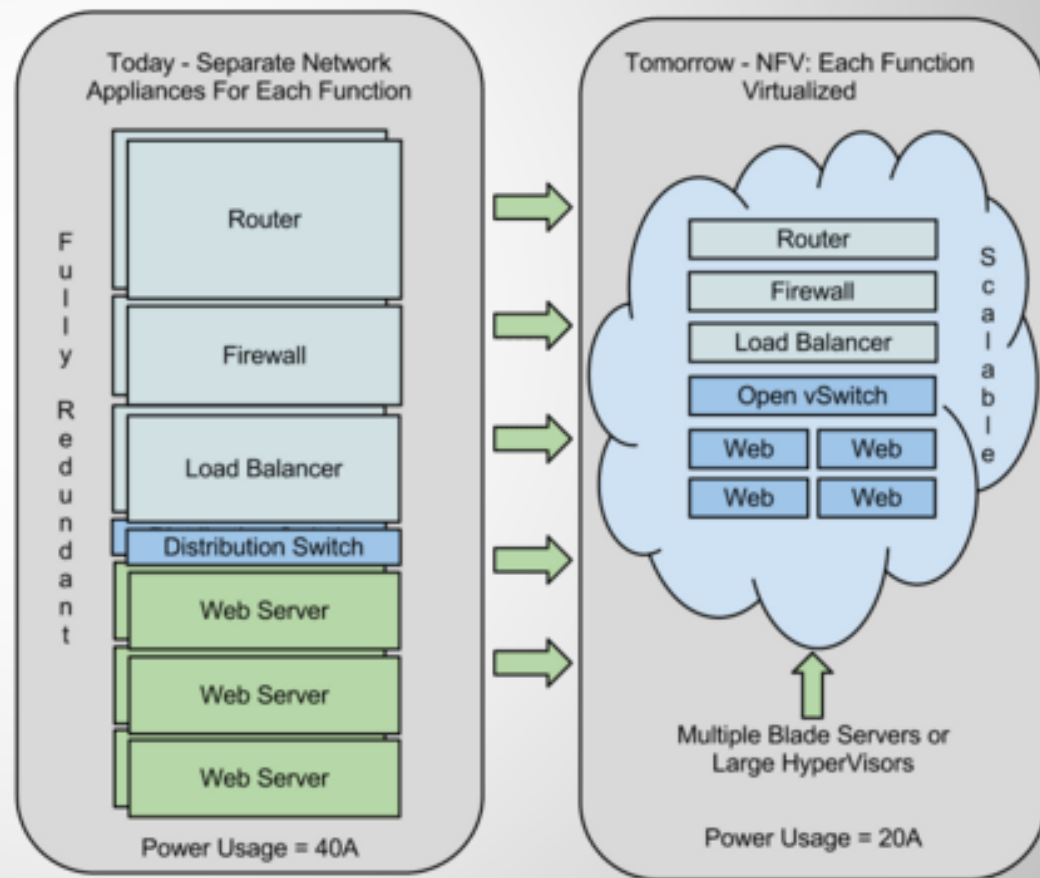 Today - Separate Network
Appliances For Each Function
Fully Redundant
Router
Firewall
Load Balancer
Distribution Switch
Web Server
Web Server
Web Server
Power Usage = 40A
Tomorrow - NFV: Each Function
Virtualized
Scalable
Router
Firewall
Load Balancer
Open vSwitch
Web Web
Web Web
Multiple Blade Servers or
Large HyperVisors
Power Usage = 20A